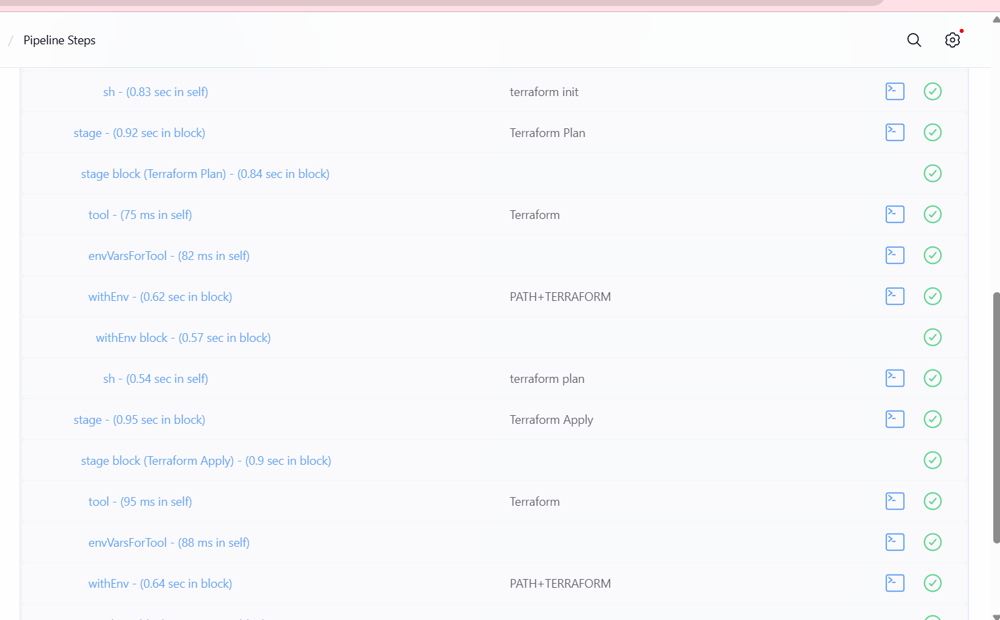 / Pipeline Steps
sh - (0.83 sec in self) terraform init
stage - (0.92 sec in block) Terraform Plan
stage block (Terraform Plan) - (0.84 sec in block)
tool - (75 ms in self) Terraform
envVarsForTool - (82 ms in self)
withEnv - (0.62 sec in block) PATH+TERRAFORM
withEnv block - (0.57 sec in block)
sh - (0.54 sec in self) terraform plan
stage - (0.95 sec in block) Terraform Apply
stage block (Terraform Apply) - (0.9 sec in block)
tool - (95 ms in self) Terraform
envVarsForTool - (88 ms in self)
withEnv - (0.64 sec in block) PATH+TERRAFORM